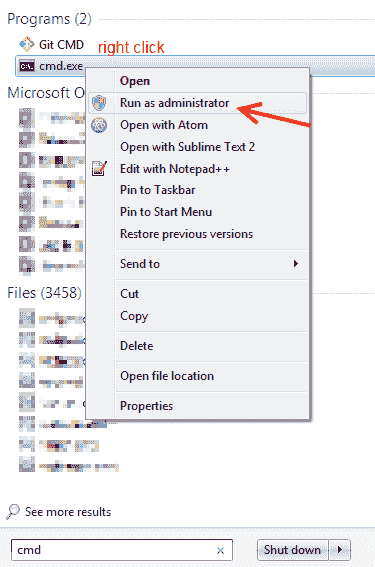 Programs (2)
Git CMD
right click
cmd.exe
Open
Microsoft O
Run as administrator
Open with Atom
Open with Sublime Text 2
Edit with Notepad++
Pin to Taskbar
Pin to Start Menu
Restore previous versions
Send to
Files (3458)
Cut
Copy
Delete
Open file location
Properties
See more results
cmd
Shut down